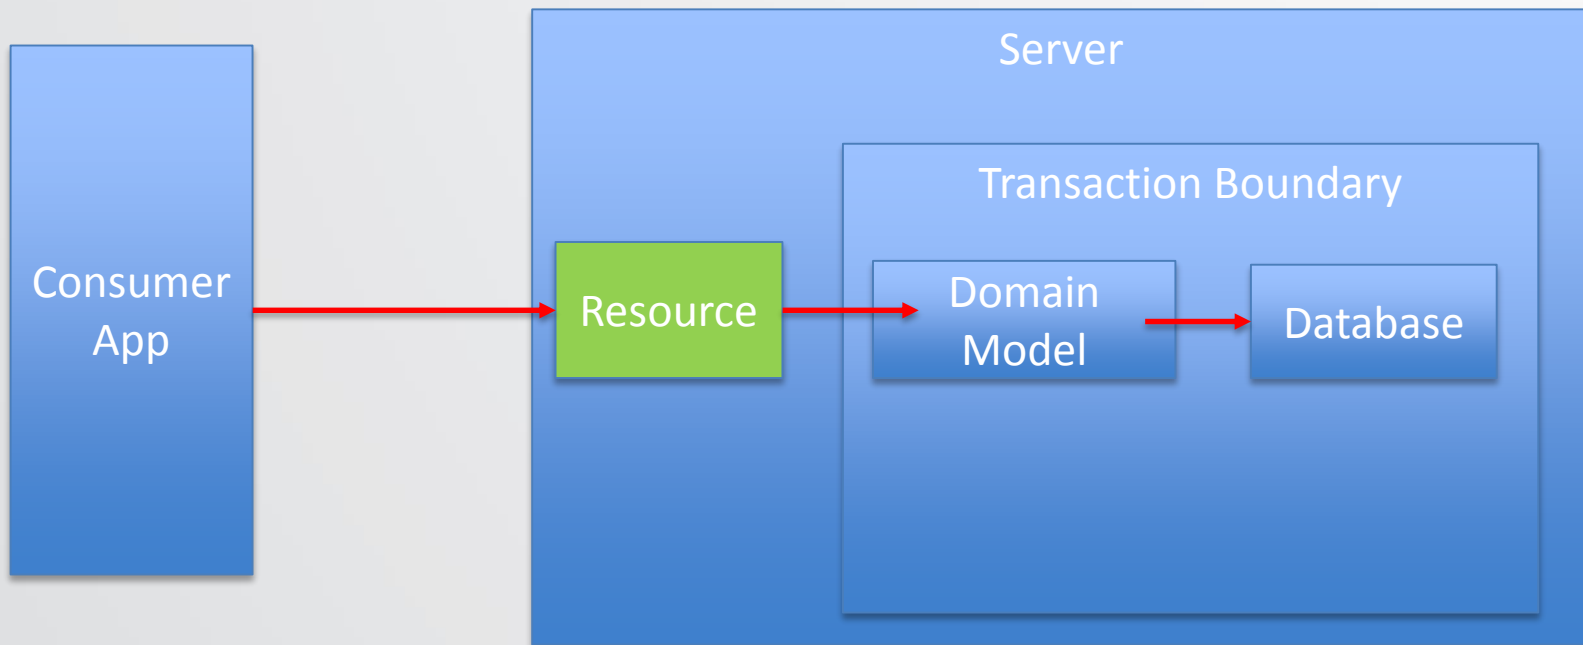 Server
Transaction Boundary
Consumer
App
Resource
Domain
Model
Database